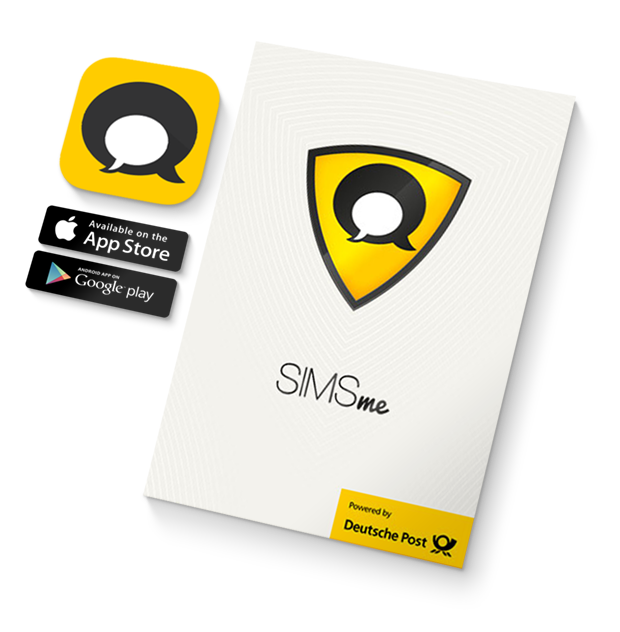 Available on the
App Store
ANDROID APP ON
Google play
SIMSme
Powered by
Deutsche Post